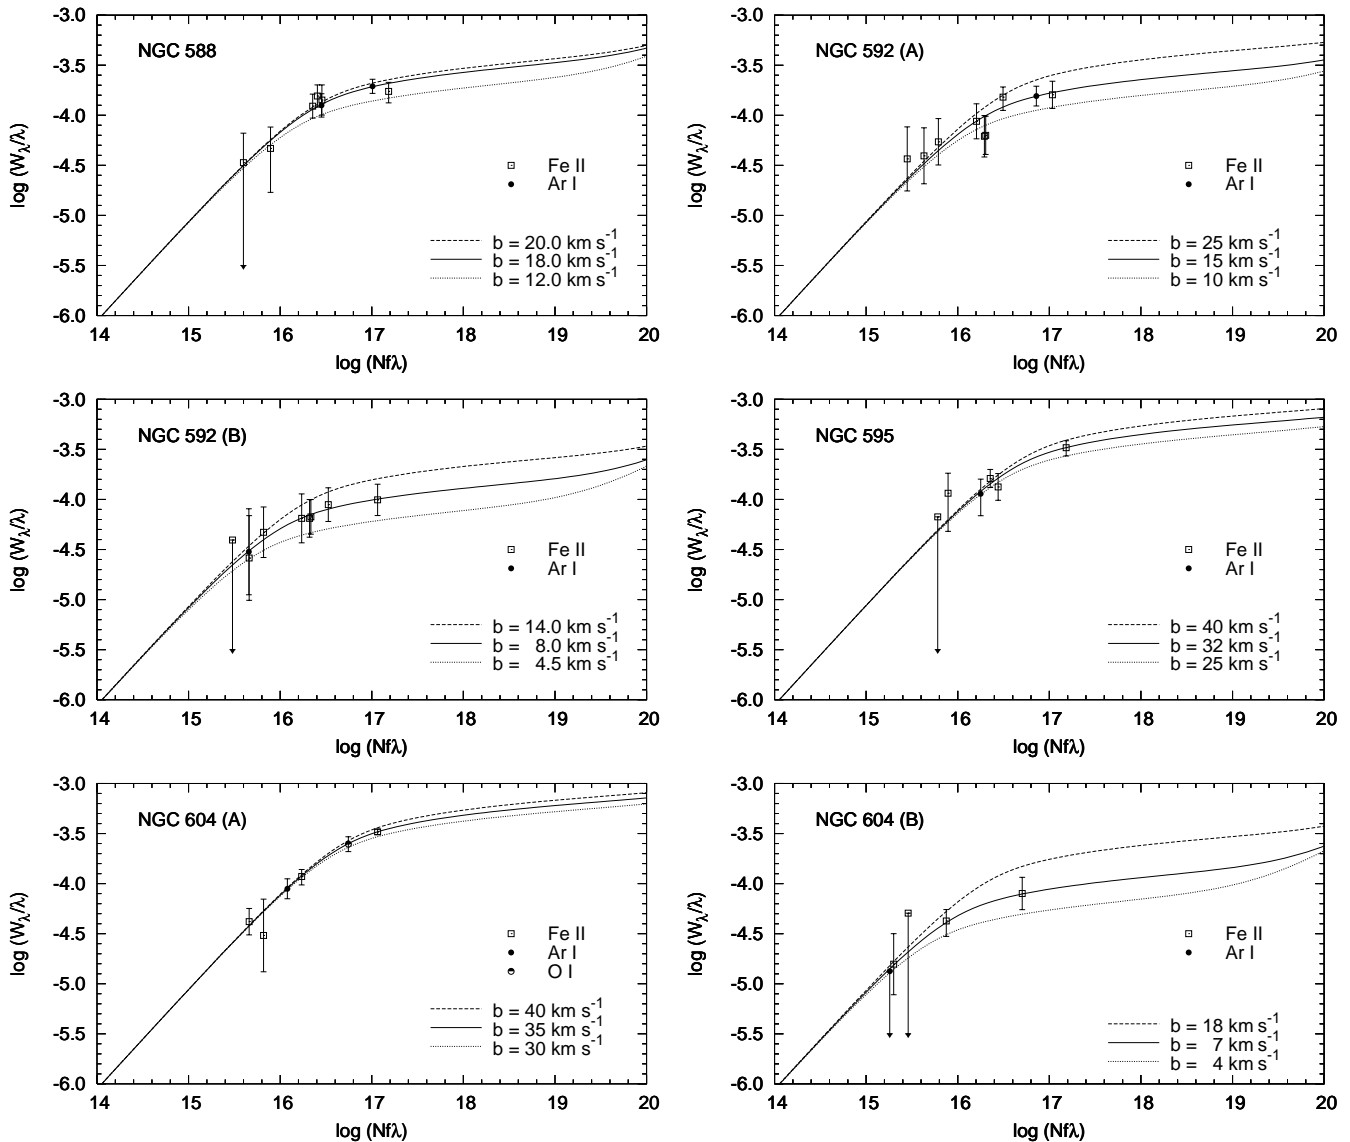 NGC 588
-3.0
-3.5
-4.0
-4.5
-5.0
-5.5
-6.0
14 15 16 17 18 19 20
log (W_λ/λ)
log (Nfλ)
Fe II
Ar I
b = 20.0 km s^-1
b = 18.0 km s^-1
b = 12.0 km s^-1
NGC 592 (A)
-3.0
-3.5
-4.0
-4.5
-5.0
-5.5
-6.0
14 15 16 17 18 19 20
log (W_λ/λ)
log (Nfλ)
Fe II
Ar I
b = 25 km s^-1
b = 15 km s^-1
b = 10 km s^-1
NGC 592 (B)
-3.0
-3.5
-4.0
-4.5
-5.0
-5.5
-6.0
14 15 16 17 18 19 20
log (W_λ/λ)
log (Nfλ)
Fe II
Ar I
b = 14.0 km s^-1
b = 8.0 km s^-1
b = 4.5 km s^-1
NGC 595
-3.0
-3.5
-4.0
-4.5
-5.0
-5.5
-6.0
14 15 16 17 18 19 20
log (W_λ/λ)
log (Nfλ)
Fe II
Ar I
b = 40 km s^-1
b = 32 km s^-1
b = 25 km s^-1
NGC 604 (A)
-3.0
-3.5
-4.0
-4.5
-5.0
-5.5
-6.0
14 15 16 17 18 19 20
log (W_λ/λ)
log (Nfλ)
Fe II
Ar I
O I
b = 40 km s^-1
b = 35 km s^-1
b = 30 km s^-1
NGC 604 (B)
-3.0
-3.5
-4.0
-4.5
-5.0
-5.5
-6.0
14 15 16 17 18 19 20
log (W_λ/λ)
log (Nfλ)
Fe II
Ar I
b = 18 km s^-1
b = 7 km s^-1
b = 4 km s^-1